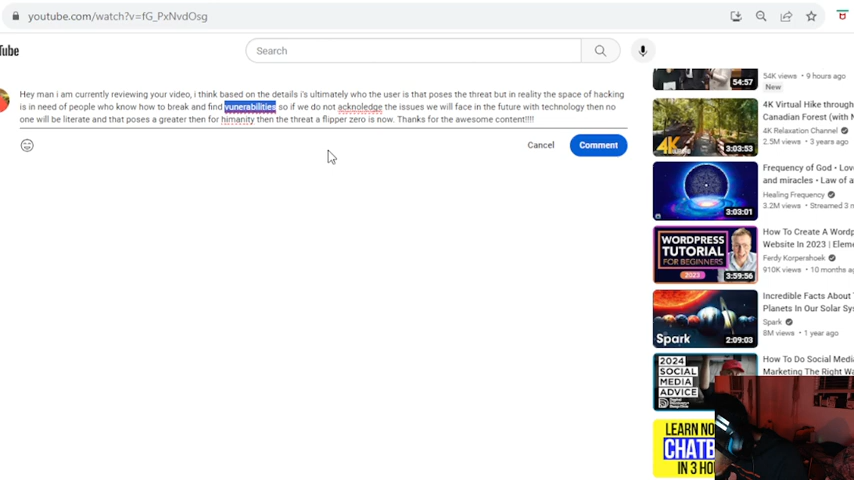 youtube.com/watch?v=fG_PxNvdOsg
Tube
Search
Hey man i am currently reviewing your video, i think based on the details i's ultimately who the user is that poses the threat but in reality the space of hacking
is in need of people who know how to break and find vunerabilities so if we do not acknoledge the issues we will face in the future with technology then no
one will be literate and that poses a greater then for himanity then the threat a flipper zero is now. Thanks for the awesome content!!!!
Cancel
Comment
54:57
54K views • 9 hours ago
New
4K
3:03:53
4K Virtual Hike through
Canadian Forest (with N
4K Relaxation Channel
2.5M views • 3 years ago
3:03:01
Frequency of God • Love
and miracles • Law of a
Healing Frequency
3.2M views • Streamed 3 m
WORDPRESS
TUTORIAL
FOR BEGINNERS
2023
3:59:56
How To Create A Wordp
Website In 2023 | Eleme
Ferdy Korpershoek
910K views • 10 months ag
Spark
2:09:03
Incredible Facts About T
Planets In Our Solar Sys
Spark
8M views • 1 year ago
2024
SOCIAL
MEDIA
ADVICE
How To Do Social Media
Marketing The Right Wa
LEARN NO
CHATB
IN 3 HOU